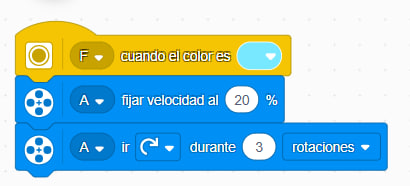 F cuando el color es
A fijar velocidad al 20 %
A ir durante 3 rotaciones